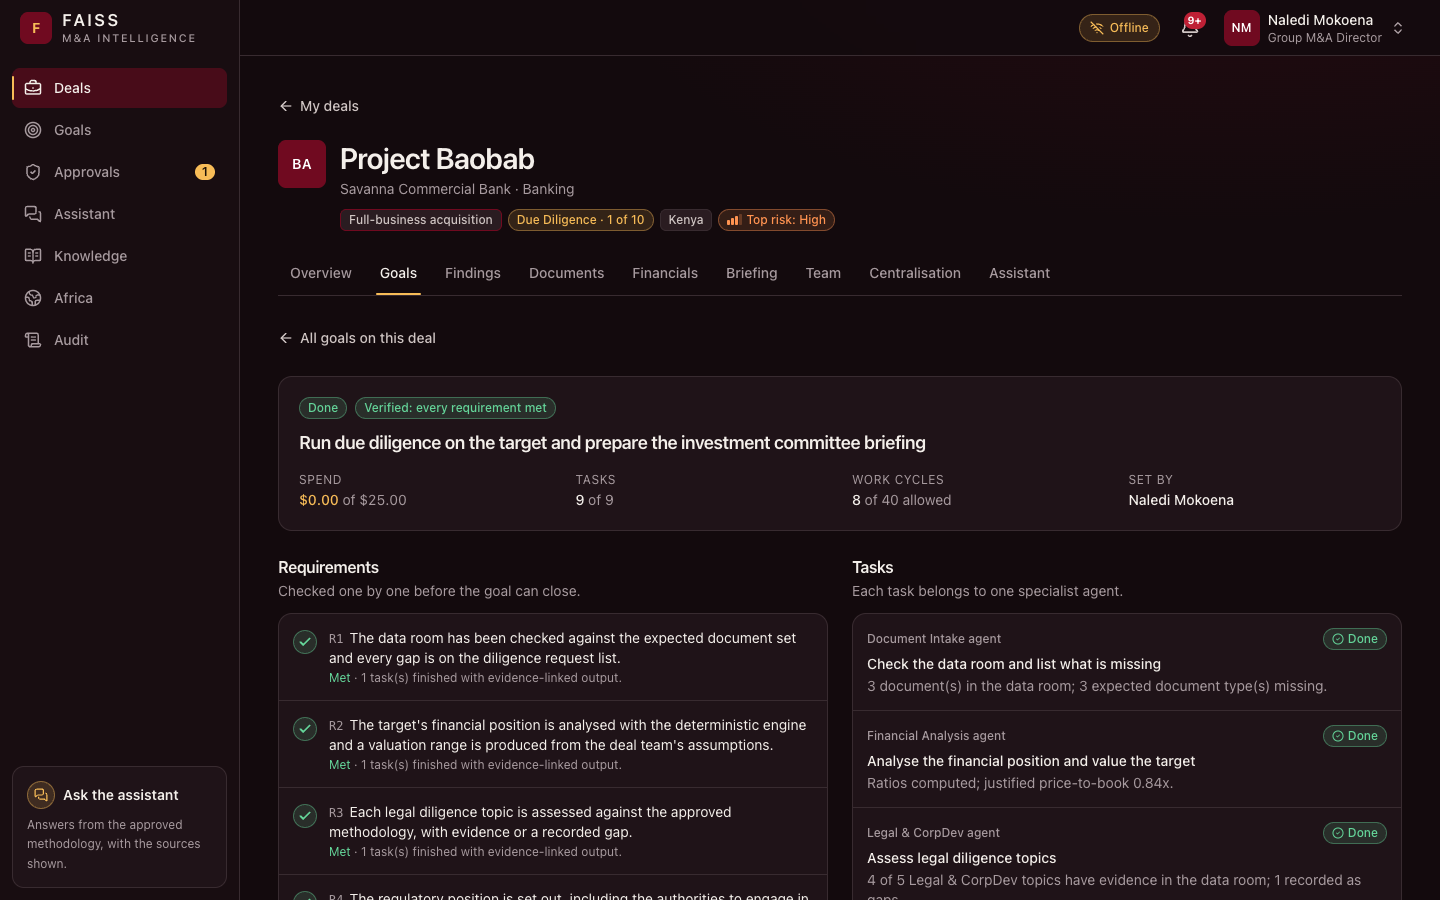 F
FAISS
M&A INTELLIGENCE
Offline
9+
NM
Naledi Mokoena
Group M&A Director
Deals
Goals
Approvals
1
Assistant
Knowledge
Africa
Audit
Ask the assistant
Answers from the approved
methodology, with the sources
shown.
My deals
BA
Project Baobab
Savanna Commercial Bank · Banking
Full-business acquisition
Due Diligence · 1 of 10
Kenya
Top risk: High
Overview
Goals
Findings
Documents
Financials
Briefing
Team
Centralisation
Assistant
All goals on this deal
Done
Verified: every requirement met
Run due diligence on the target and prepare the investment committee briefing
SPEND
$0.00 of $25.00
TASKS
9 of 9
WORK CYCLES
8 of 40 allowed
SET BY
Naledi Mokoena
Requirements
Checked one by one before the goal can close.
R1 The data room has been checked against the expected document set
and every gap is on the diligence request list.
Met · 1 task(s) finished with evidence-linked output.
R2 The target's financial position is analysed with the deterministic engine
and a valuation range is produced from the deal team's assumptions.
Met · 1 task(s) finished with evidence-linked output.
R3 Each legal diligence topic is assessed against the approved
methodology, with evidence or a recorded gap.
Met · 1 task(s) finished with evidence-linked output.
R4 The regulatory position is set out, including the authorities to engage in
Tasks
Each task belongs to one specialist agent.
Document Intake agent
Done
Check the data room and list what is missing
3 document(s) in the data room; 3 expected document type(s) missing.
Financial Analysis agent
Done
Analyse the financial position and value the target
Ratios computed; justified price-to-book 0.84x.
Legal & CorpDev agent
Done
Assess legal diligence topics
4 of 5 Legal & CorpDev topics have evidence in the data room; 1 recorded as
gaps.